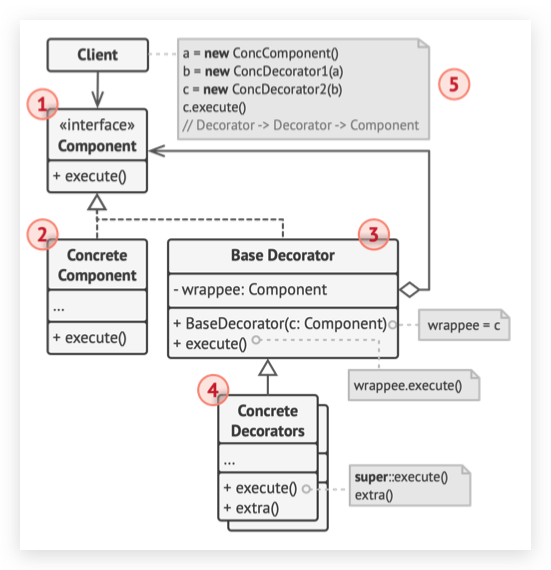 Client
a = new ConcComponent()
b = new ConcDecorator1(a)
c = new ConcDecorator2(b)
c.execute()
// Decorator -> Decorator -> Component
5
1
«interface»
Component
+ execute()
2
Concrete
Component
...
+ execute()
3
Base Decorator
- wrappee: Component
+ BaseDecorator(c: Component)
+ execute()
wrappee = c
wrappee.execute()
4
Concrete
Decorators
...
+ execute()
+ extra()
super::execute()
extra()